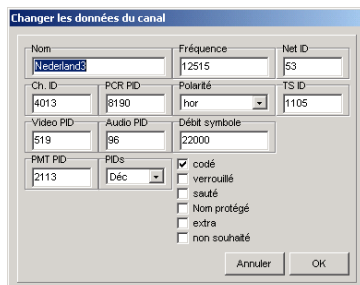 Changer les données du canal
Nom Fréquence Net ID
Nederland3 12515 53
Ch. ID PCR PID Polarité TS ID
4013 8190 hor 1105
Video PID Audio PID Débit symbole
519 96 22000
PMT PID PIDs
2113 Déc
codé
verrouillé
sauté
Nom protégé
extra
non souhaité
Annuler OK